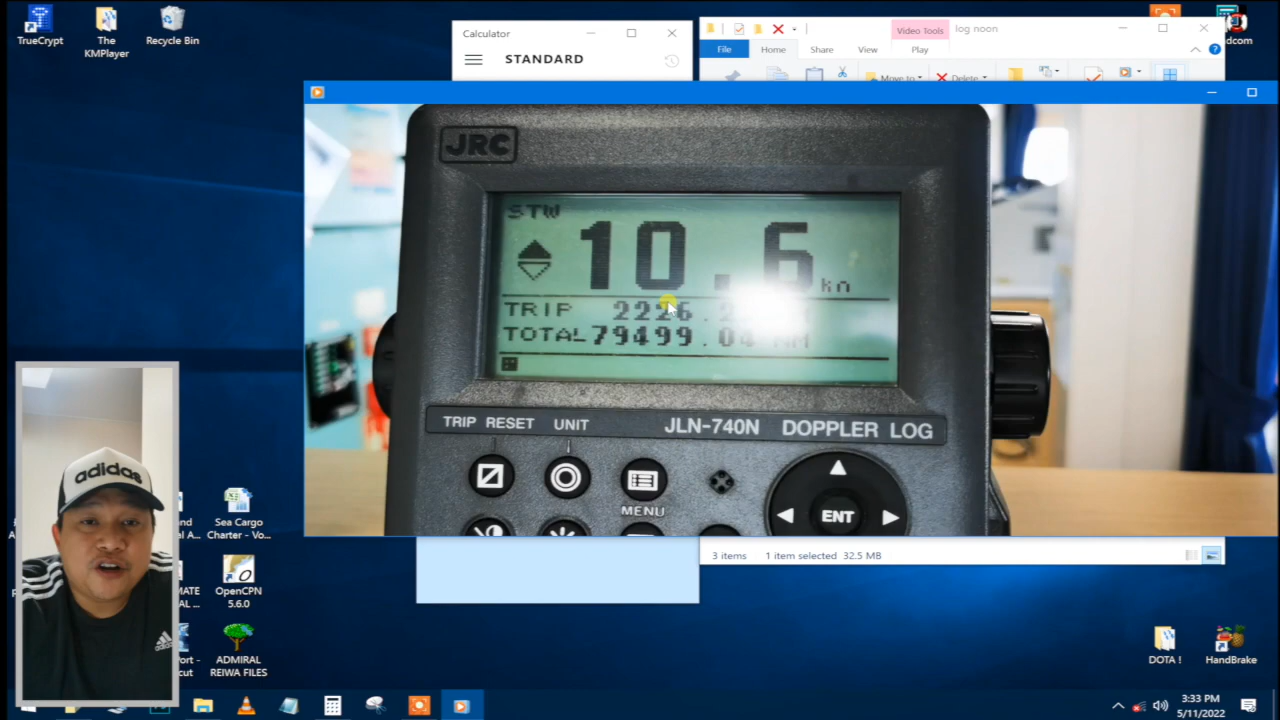 TrueCrypt
The
KMPlayer
Recycle Bin
Calculator
STANDARD
Video Tools
log noon
File
Home
Share
View
Play
Move to
Delete
JRC
STW
10.6 kn
TRIP 2226.
TOTAL 79499.04 NM
TRIP RESET
UNIT
JLN-740N
DOPPLER LOG
MENU
ENT
adidas
Sea Cargo
Charter - Vo...
OpenCPN
5.6.0
ADMIRAL
REIWA FILES
3 items
1 item selected 32.5 MB
DOTA !
HandBrake
3:33 PM
5/11/2022